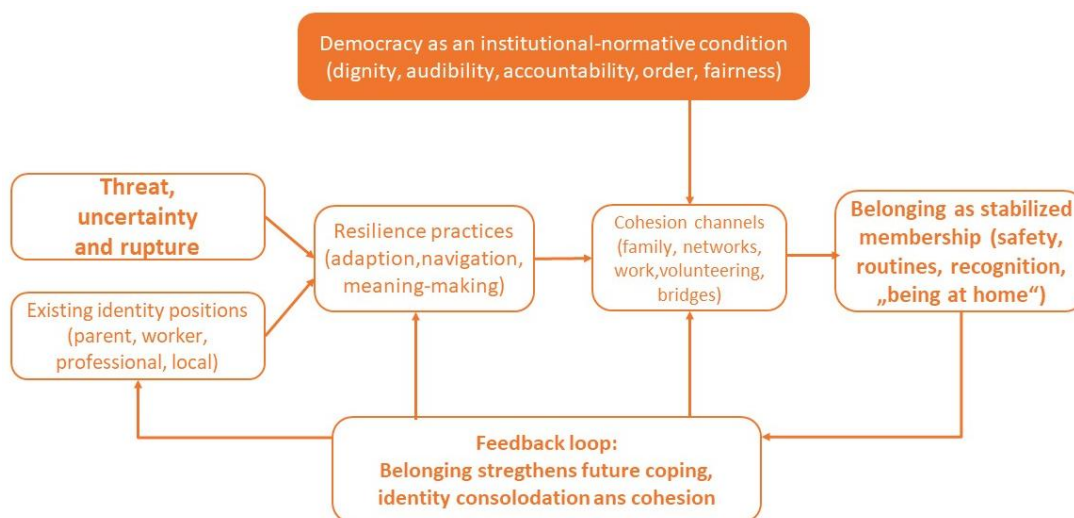 Democracy as an institutional-normative condition
(dignity, audibility, accountability, order, fairness)
Threat,
uncertainty
and rupture
Existing identity positions
(parent, worker,
professional, local)
Resilience practices
(adaption,navigation,
meaning-making)
Cohesion channels
(family, networks,
work,volunteering,
bridges)
Belonging as stabilized
membership (safety,
routines, recognition,
„being at home“)
Feedback loop:
Belonging stregthens future coping,
identity consolodation ans cohesion